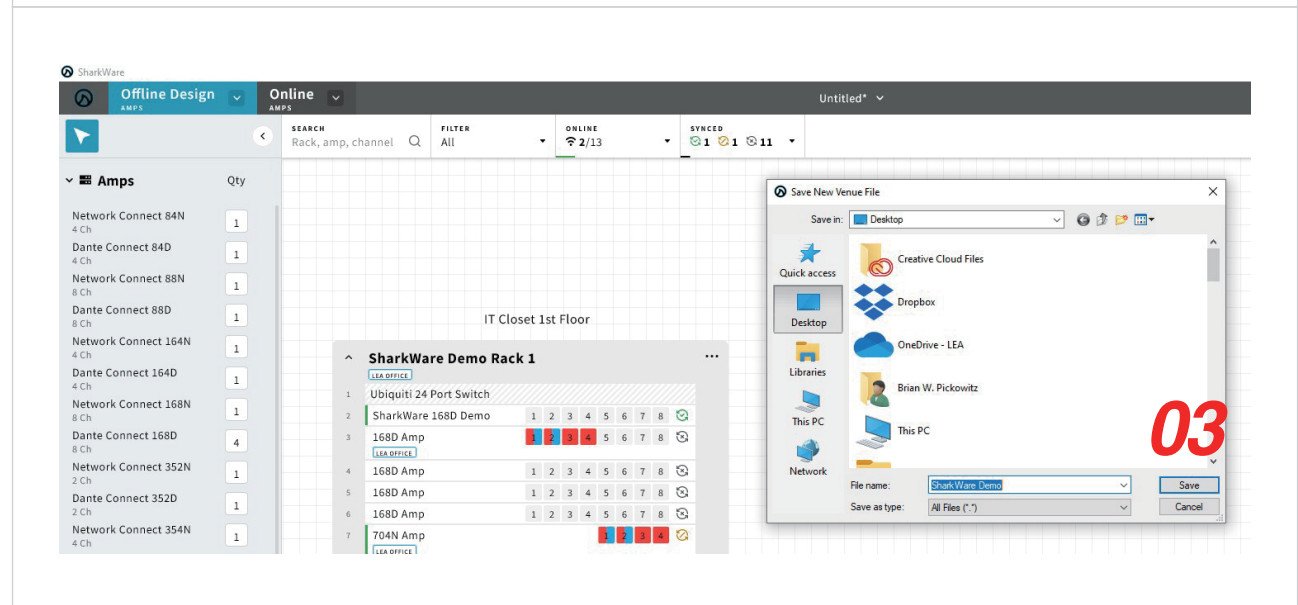 SharkWare
Offline Design
AMPS
Online
AMPS
Untitled*
SEARCH
Rack, amp, channel
FILTER
All
ONLINE
2/13
SYNCED
1 1 11
Amps Qty
Network Connect 84N
4 Ch
1
Dante Connect 84D
4 Ch
1
Network Connect 88N
8 Ch
1
Dante Connect 88D
8 Ch
1
Network Connect 164N
4 Ch
1
Dante Connect 164D
4 Ch
1
Network Connect 168N
8 Ch
1
Dante Connect 168D
8 Ch
4
Network Connect 352N
2 Ch
1
Dante Connect 352D
2 Ch
1
Network Connect 354N
4 Ch
1
IT Closet 1st Floor
SharkWare Demo Rack 1
LEA OFFICE
1 Ubiquiti 24 Port Switch
2 SharkWare 168D Demo 1 2 3 4 5 6 7 8
3 168D Amp 1 2 3 4 5 6 7 8
LEA OFFICE
4 168D Amp 1 2 3 4 5 6 7 8
5 168D Amp 1 2 3 4 5 6 7 8
6 168D Amp 1 2 3 4 5 6 7 8
7 704N Amp 1 2 3 4
LEA OFFICE
Save New Venue File
Save in: Desktop
Quick access
Desktop
Libraries
This PC
Network
Creative Cloud Files
Dropbox
OneDrive - LEA
Brian W. Pickowitz
This PC
03
File name: SharkWare Demo Save
Save as type: All Files (*.*) Cancel